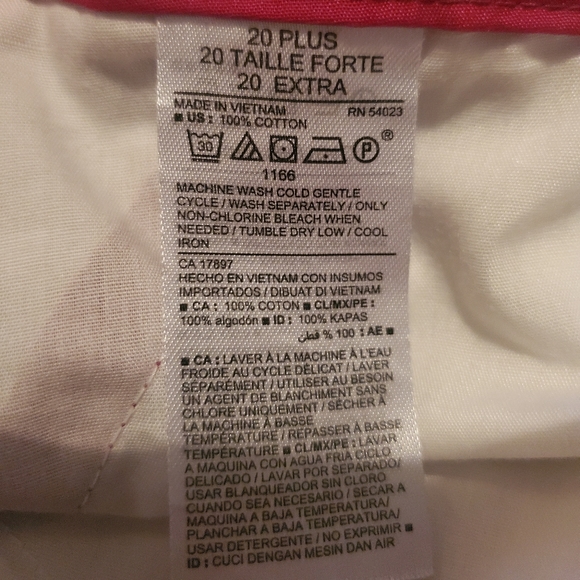 20 PLUS
20 TAILLE FORTE
20 EXTRA
MADE IN VIETNAM RN 54023
■ US : 100% COTTON
30 P ®
1166
MACHINE WASH COLD GENTLE
CYCLE / WASH SEPARATELY / ONLY
NON-CHLORINE BLEACH WHEN
NEEDED / TUMBLE DRY LOW / COOL
IRON
CA 17897
HECHO EN VIETNAM CON INSUMOS
IMPORTADOS / DIBUAT DI VIETNAM
■ CA : 100% COTON ■ CL/MX/PE :
100% algodón ■ ID : 100% KAPAS
■ AE : 100 % قطن
■ CA : LAVER À LA MACHINE À L'EAU
FROIDE AU CYCLE DÉLICAT / LAVER
SÉPARÉMENT / UTILISER AU BESOIN
UN AGENT DE BLANCHIMENT SANS
CHLORE UNIQUEMENT / SÉCHER À
LA MACHINE À BASSE
TEMPÉRATURE / REPASSER À BASSE
TEMPÉRATURE ■ CL/MX/PE : LAVAR
A MAQUINA CON AGUA FRIA CICLO
DELICADO / LAVAR POR SEPARADO/
USAR BLANQUEADOR SIN CLORO
CUANDO SEA NECESARIO / SECAR A
MAQUINA A BAJA TEMPERATURA/
PLANCHAR A BAJA TEMPERATURA/
USAR DETERGENTE / NO EXPRIMIR ■
ID : CUCI DENGAN MESIN DAN AIR